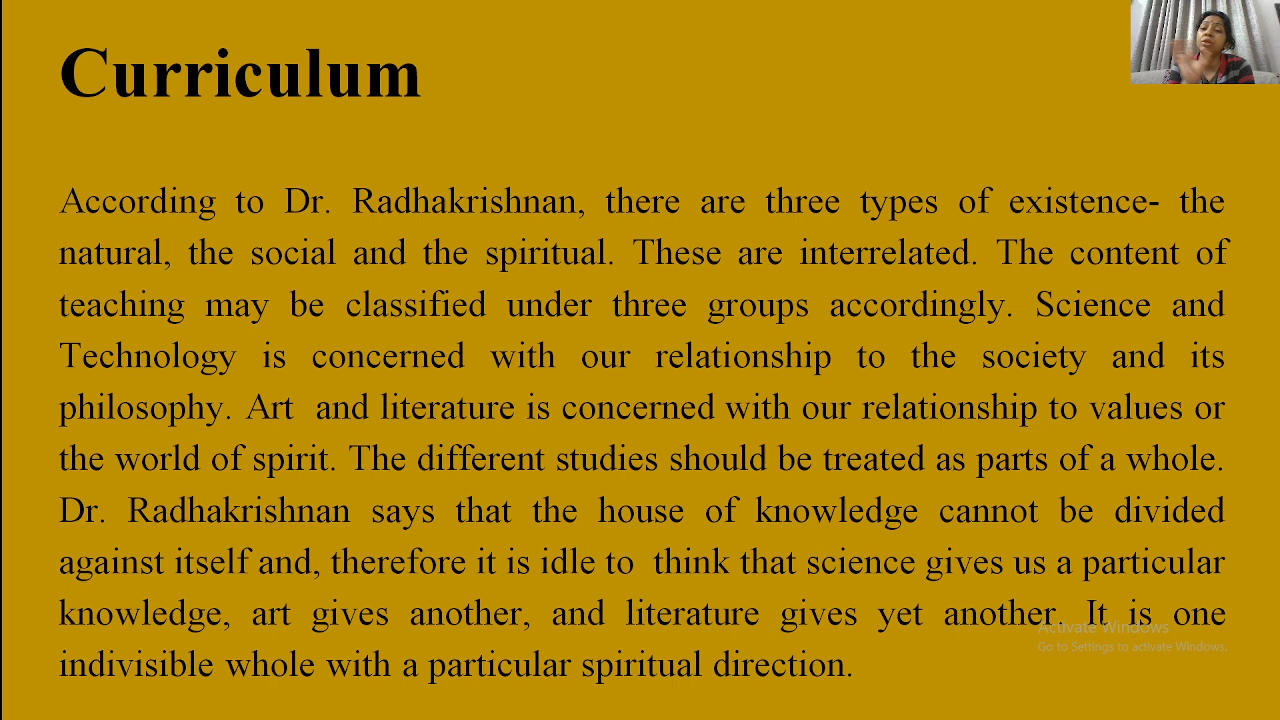 Curriculum
According to Dr. Radhakrishnan, there are three types of existence- the
natural, the social and the spiritual. These are interrelated. The content of
teaching may be classified under three groups accordingly. Science and
Technology is concerned with our relationship to the society and its
philosophy. Art and literature is concerned with our relationship to values or
the world of spirit. The different studies should be treated as parts of a whole.
Dr. Radhakrishnan says that the house of knowledge cannot be divided
against itself and, therefore it is idle to think that science gives us a particular
knowledge, art gives another, and literature gives yet another. It is one
indivisible whole with a particular spiritual direction.
Activate Windows
Go to Settings to activate Windows.